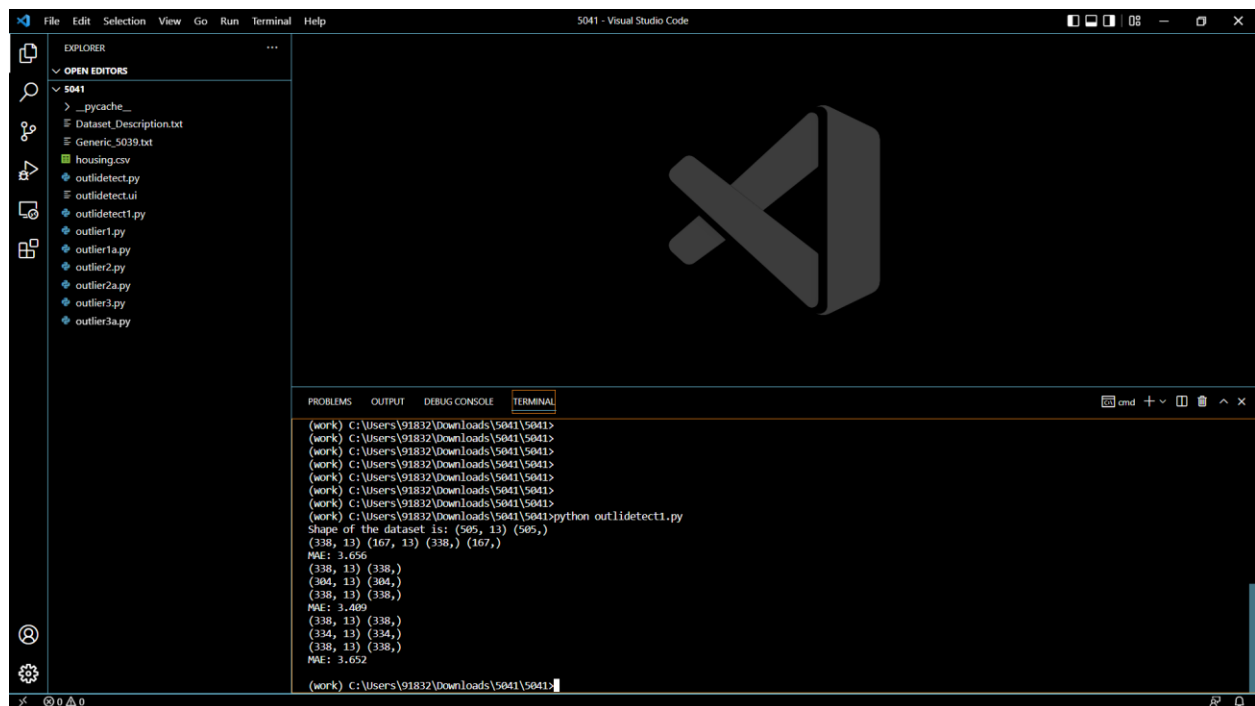 File Edit Selection View Go Run Terminal Help
5041 - Visual Studio Code
EXPLORER
OPEN EDITORS
5041
__pycache__
Dataset_Description.txt
Generic_5039.txt
housing.csv
outlidetect.py
outlidetect.ui
outlidetect1.py
outlier1.py
outlier1a.py
outlier2.py
outlier2a.py
outlier3.py
outlier3a.py
PROBLEMS OUTPUT DEBUG CONSOLE TERMINAL
cmd
(work) C:\Users\91832\Downloads\5041\5041>
(work) C:\Users\91832\Downloads\5041\5041>
(work) C:\Users\91832\Downloads\5041\5041>
(work) C:\Users\91832\Downloads\5041\5041>
(work) C:\Users\91832\Downloads\5041\5041>
(work) C:\Users\91832\Downloads\5041\5041>
(work) C:\Users\91832\Downloads\5041\5041>
(work) C:\Users\91832\Downloads\5041\5041>python outlidetect1.py
Shape of the dataset is: (505, 13) (505,)
(338, 13) (167, 13) (338,) (167,)
MAE: 3.656
(338, 13) (338,)
(304, 13) (304,)
(338, 13) (338,)
MAE: 3.409
(338, 13) (338,)
(334, 13) (334,)
(338, 13) (338,)
MAE: 3.652
(work) C:\Users\91832\Downloads\5041\5041>
0 0